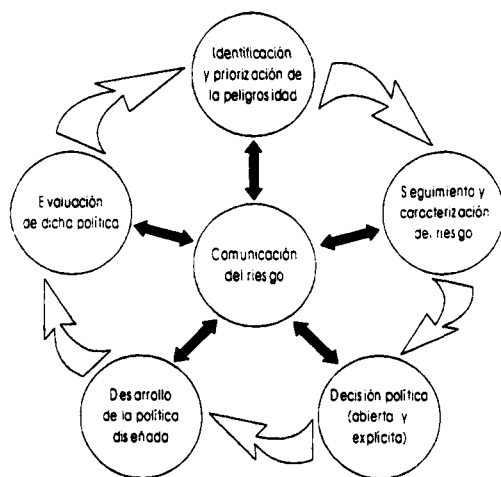 Identificación
y priorización de
la peligrosidad
Seguimiento y
caracterización
del riesgo
Decisión política
(abierta y
explícita)
Desarrollo
de la política
diseñada
Evaluación
de dicha política
Comunicación
del riesgo